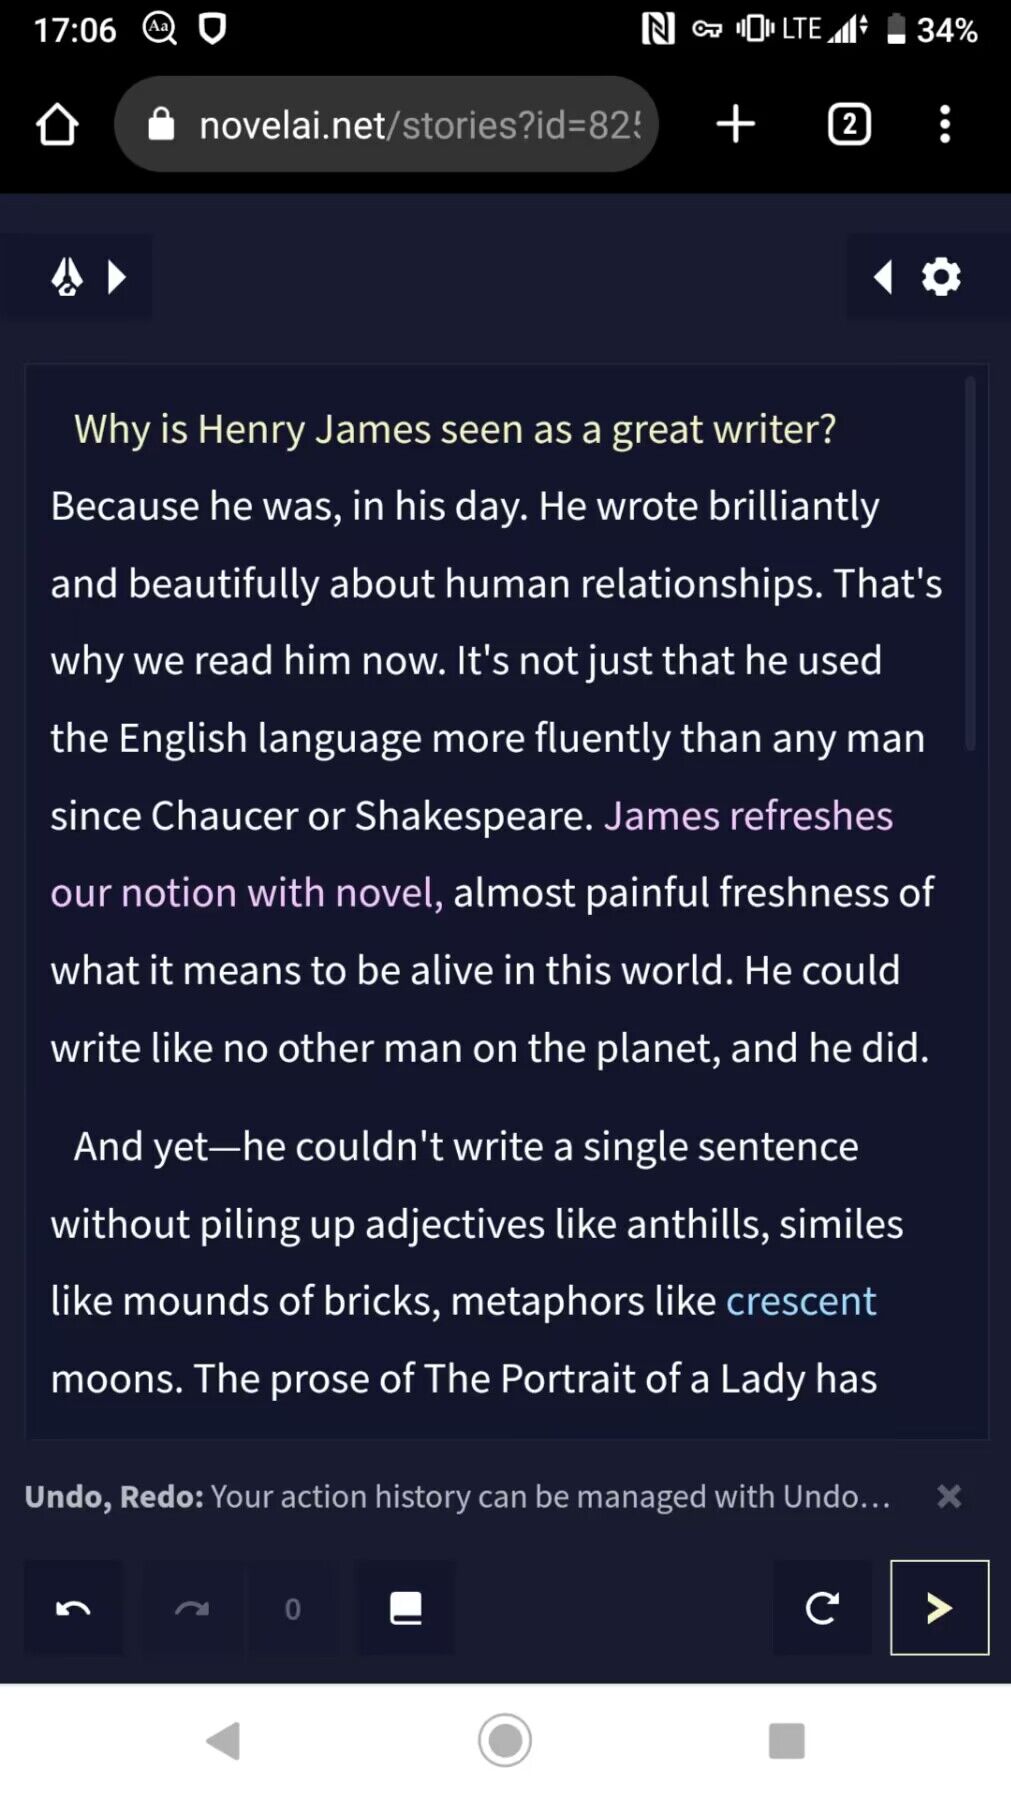 17:06 Aa LTE 34%
novelai.net/stories?id=825 2
Why is Henry James seen as a great writer?
Because he was, in his day. He wrote brilliantly
and beautifully about human relationships. That's
why we read him now. It's not just that he used
the English language more fluently than any man
since Chaucer or Shakespeare. James refreshes
our notion with novel, almost painful freshness of
what it means to be alive in this world. He could
write like no other man on the planet, and he did.
And yet—he couldn't write a single sentence
without piling up adjectives like anthills, similes
like mounds of bricks, metaphors like crescent
moons. The prose of The Portrait of a Lady has
Undo, Redo: Your action history can be managed with Undo...
0